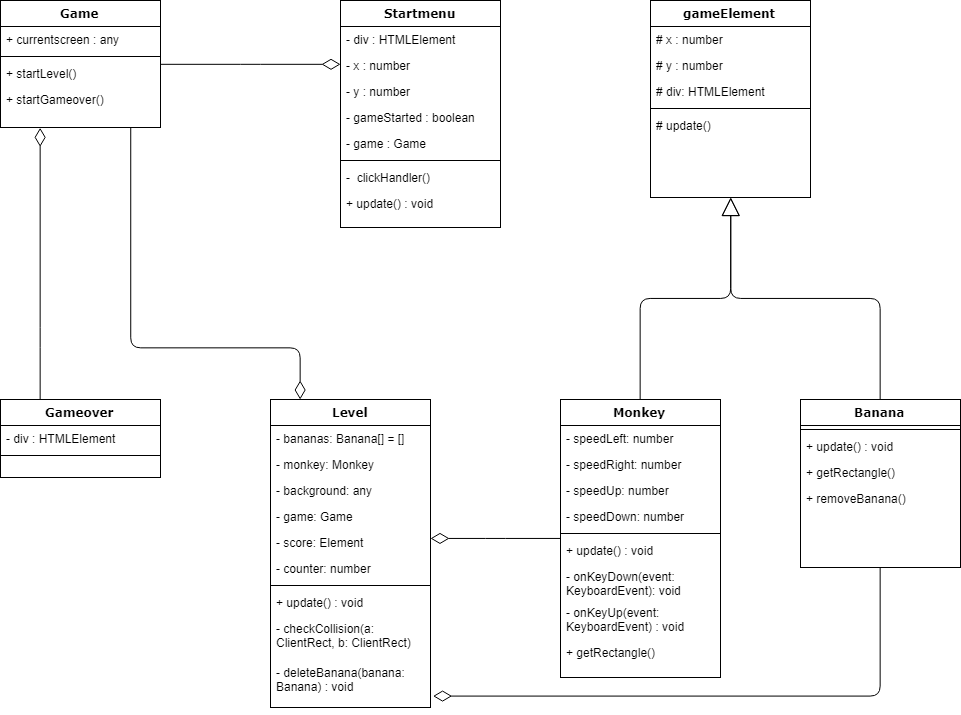 Game
+ currentscreen : any
+ startLevel()
+ startGameover()
Startmenu
- div : HTMLElement
- x : number
- y : number
- gameStarted : boolean
- game : Game
-  clickHandler()
+ update() : void
gameElement
# x : number
# y : number
# div: HTMLElement
# update()
Gameover
- div : HTMLElement
Level
- bananas: Banana[] = []
- monkey: Monkey
- background: any
- game: Game
- score: Element
- counter: number
+ update() : void
- checkCollision(a:
ClientRect, b: ClientRect)
- deleteBanana(banana:
Banana) : void
Monkey
- speedLeft: number
- speedRight: number
- speedUp: number
- speedDown: number
+ update() : void
- onKeyDown(event:
KeyboardEvent): void
- onKeyUp(event:
KeyboardEvent) : void
+ getRectangle()
Banana
+ update() : void
+ getRectangle()
+ removeBanana()